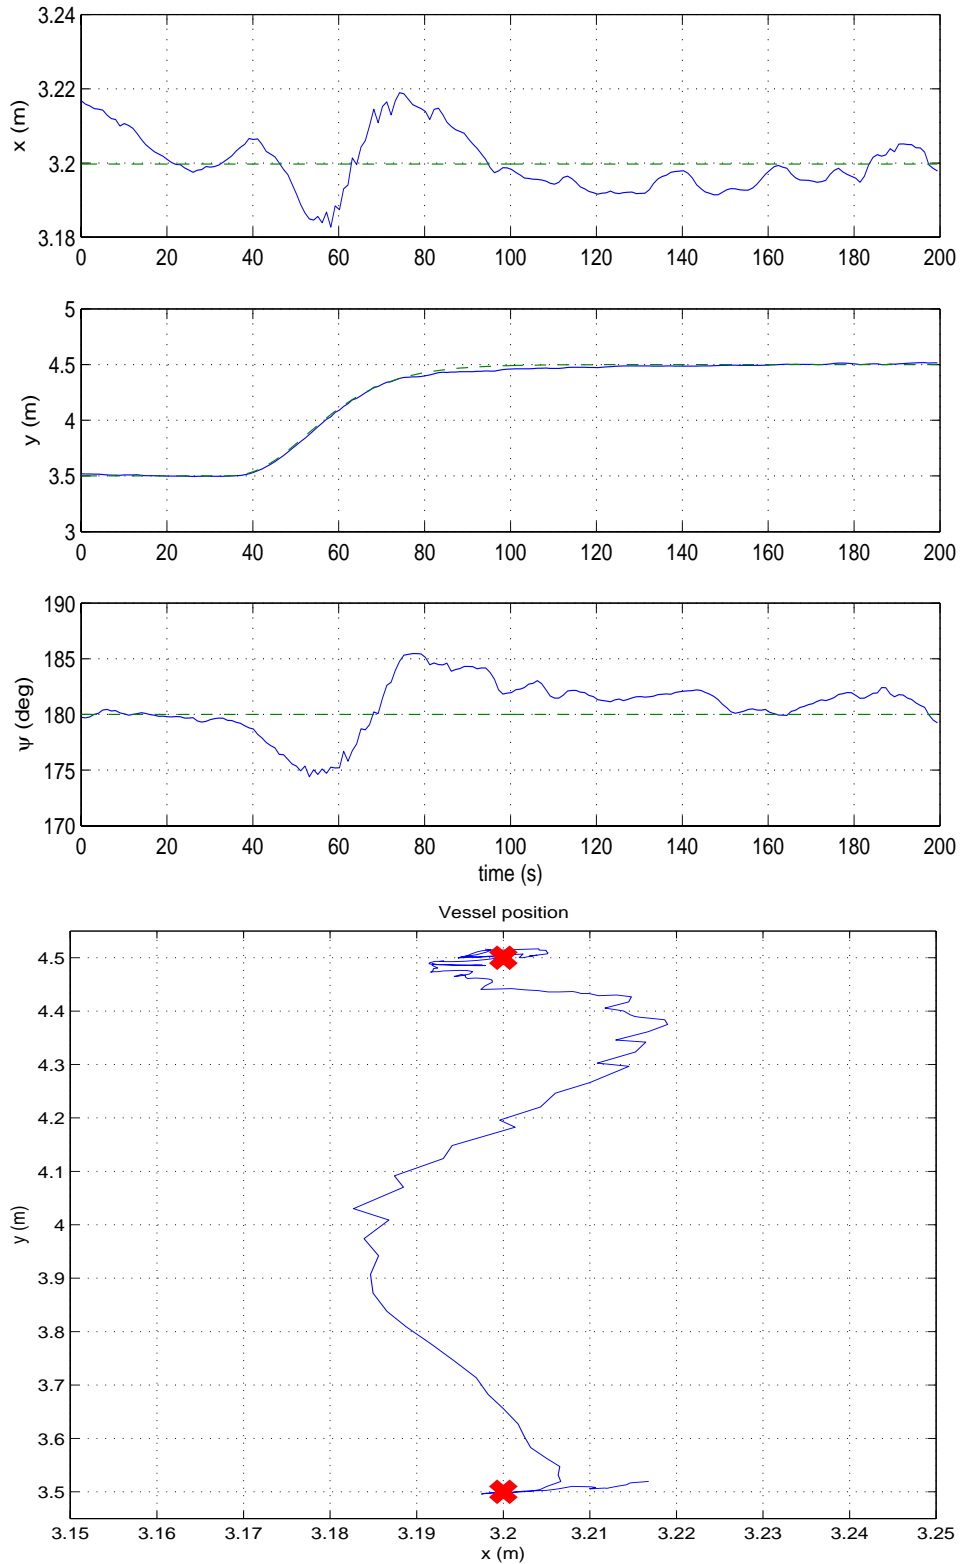 3.24
3.22
3.2
3.18
x (m)
0 20 40 60 80 100 120 140 160 180 200
5
4.5
4
3.5
3
y (m)
0 20 40 60 80 100 120 140 160 180 200
190
185
180
175
170
ψ (deg)
0 20 40 60 80 100 120 140 160 180 200
time (s)
Vessel position
4.5
4.4
4.3
4.2
4.1
4
3.9
3.8
3.7
3.6
3.5
y (m)
3.15 3.16 3.17 3.18 3.19 3.2 3.21 3.22 3.23 3.24 3.25
x (m)